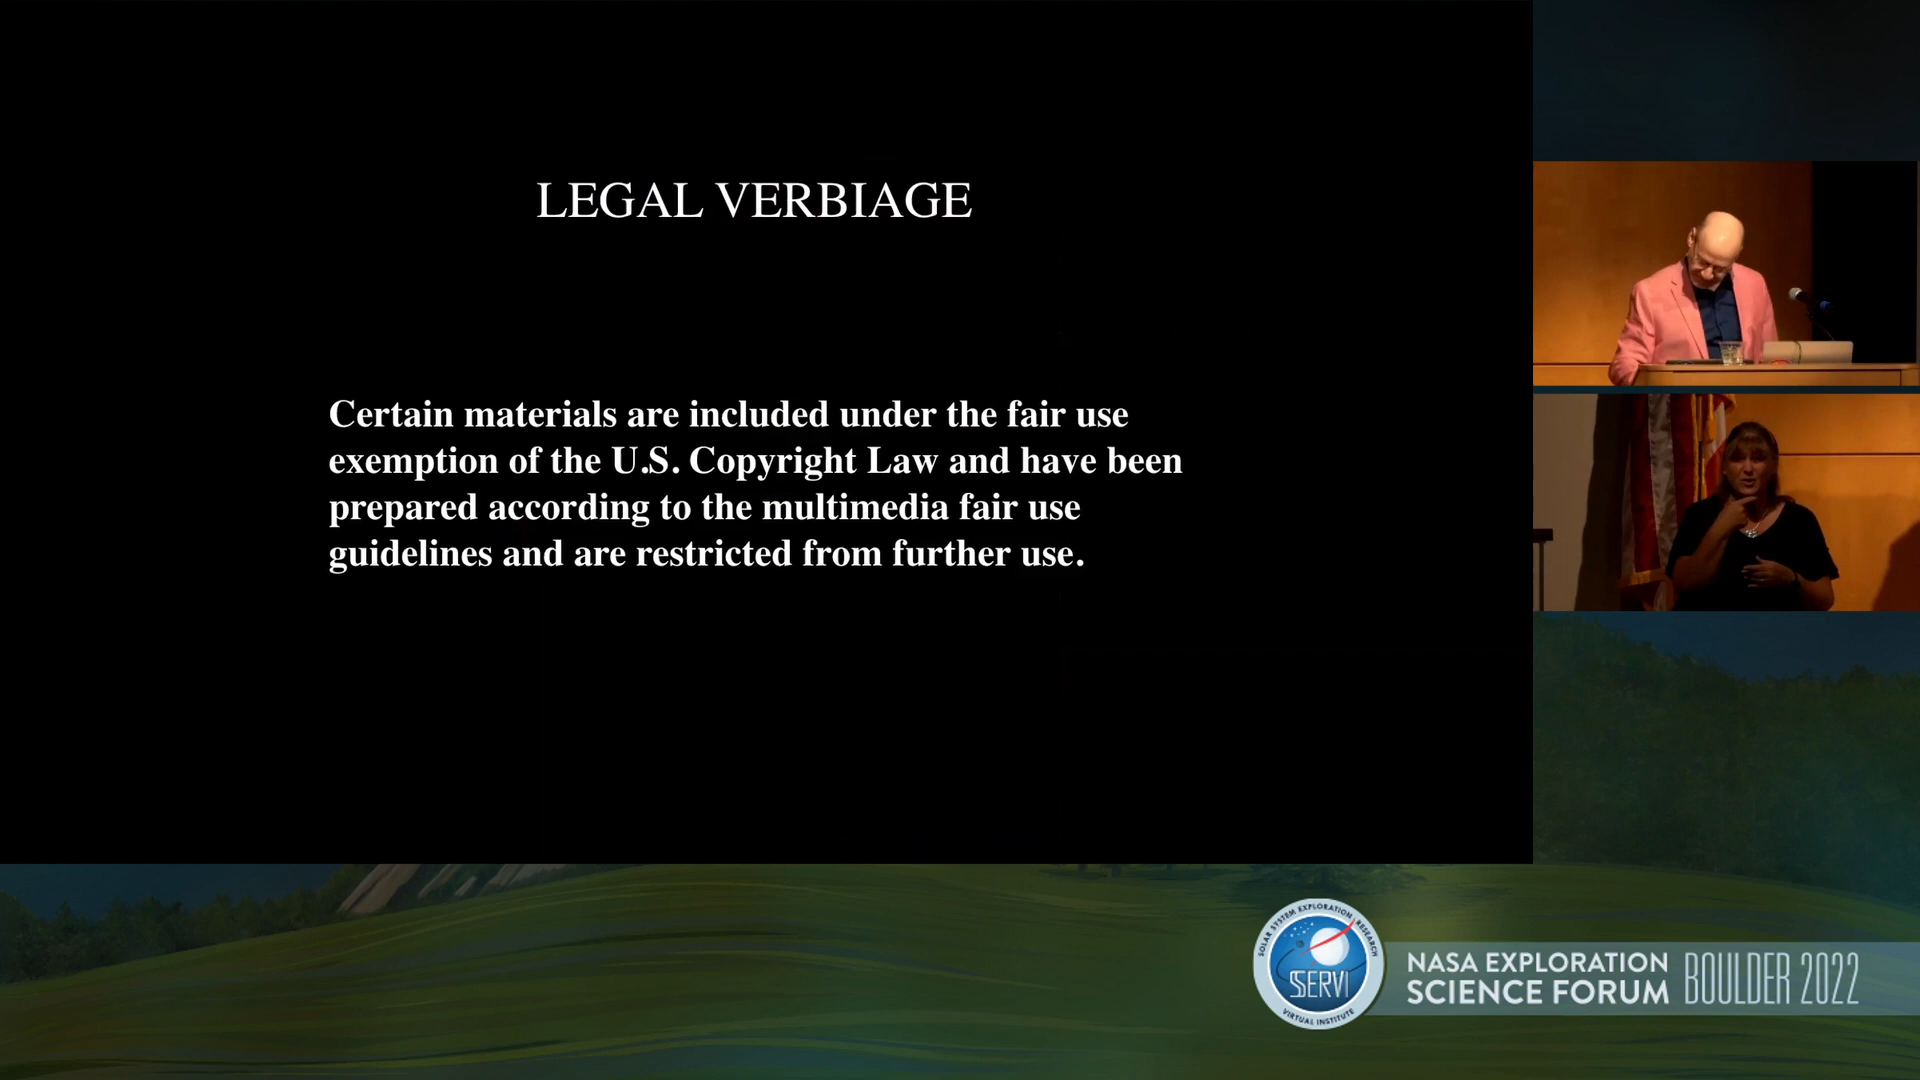 LEGAL VERBIAGE
Certain materials are included under the fair use
exemption of the U.S. Copyright Law and have been
prepared according to the multimedia fair use
guidelines and are restricted from further use.
SOLAR SYSTEM EXPLORATION RESEARCH
SSERVI
VIRTUAL INSTITUTE
NASA EXPLORATION
SCIENCE FORUM
BOULDER 2022